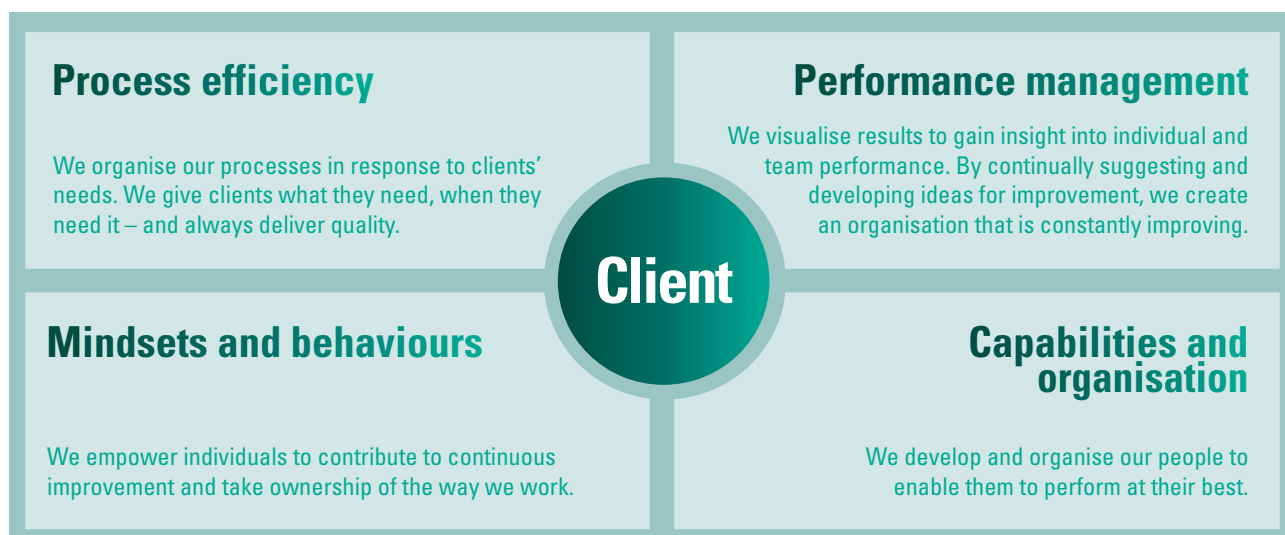 Process efficiency
We organise our processes in response to clients’
needs. We give clients what they need, when they
need it – and always deliver quality.
Performance management
We visualise results to gain insight into individual and
team performance. By continually suggesting and
developing ideas for improvement, we create
an organisation that is constantly improving.
Client
Mindsets and behaviours
We empower individuals to contribute to continuous
improvement and take ownership of the way we work.
Capabilities and
organisation
We develop and organise our people to
enable them to perform at their best.